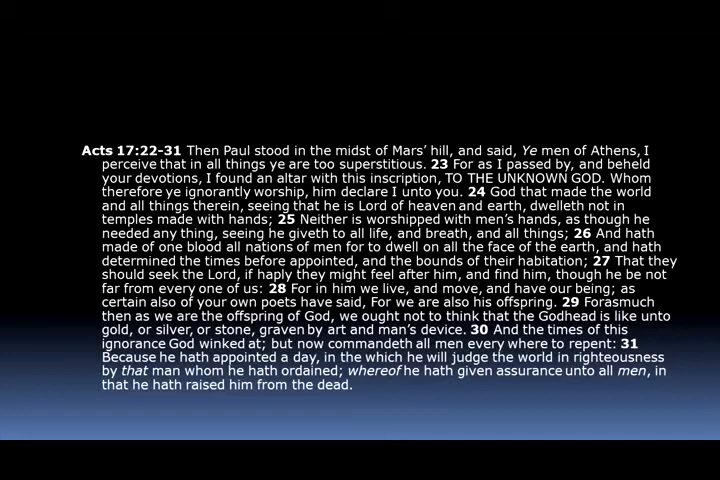 Acts 17:22-31 Then Paul stood in the midst of Mars’ hill, and said, Ye men of Athens, I
perceive that in all things ye are too superstitious. 23 For as I passed by, and beheld
your devotions, I found an altar with this inscription, TO THE UNKNOWN GOD. Whom
therefore ye ignorantly worship, him declare I unto you. 24 God that made the world
and all things therein, seeing that he is Lord of heaven and earth, dwelleth not in
temples made with hands; 25 Neither is worshipped with men’s hands, as though he
needed any thing, seeing he giveth to all life, and breath, and all things; 26 And hath
made of one blood all nations of men for to dwell on all the face of the earth, and hath
determined the times before appointed, and the bounds of their habitation; 27 That they
should seek the Lord, if haply they might feel after him, and find him, though he be not
far from every one of us: 28 For in him we live, and move, and have our being; as
certain also of your own poets have said, For we are also his offspring. 29 Forasmuch
then as we are the offspring of God, we ought not to think that the Godhead is like unto
gold, or silver, or stone, graven by art and man’s device. 30 And the times of this
ignorance God winked at; but now commandeth all men every where to repent: 31
Because he hath appointed a day, in the which he will judge the world in righteousness
by that man whom he hath ordained; whereof he hath given assurance unto all men, in
that he hath raised him from the dead.